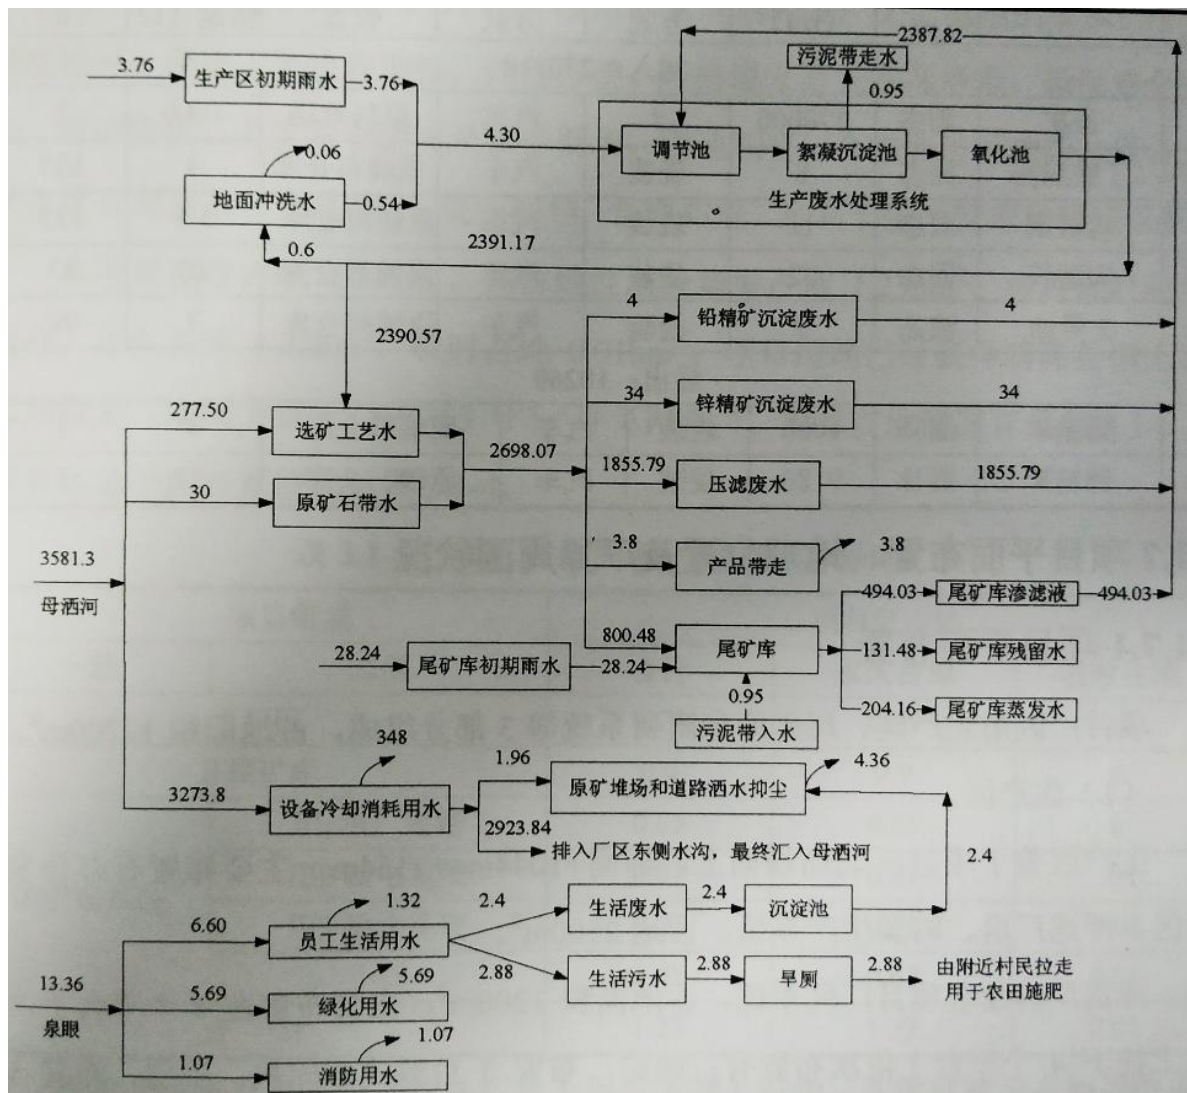 2387.82
污泥带走水
3.76
生产区初期雨水
3.76
0.95
4.30
调节池
絮凝沉淀池
氧化池
0.06
地面冲洗水
0.54
生产废水处理系统
0.6
2391.17
4
铅精矿沉淀废水
4
2390.57
277.50
选矿工艺水
34
锌精矿沉淀废水
34
2698.07
30
原矿石带水
1855.79
压滤废水
1855.79
3581.3
母洒河
3.8
产品带走
3.8
494.03
尾矿库渗滤液
494.03
28.24
尾矿库初期雨水
28.24
800.48
尾矿库
131.48
尾矿库残留水
0.95
204.16
尾矿库蒸发水
污泥带入水
348
1.96
原矿堆场和道路洒水抑尘
4.36
3273.8
设备冷却消耗用水
2923.84
排入厂区东侧水沟，最终汇入母洒河
2.4
1.32
2.4
生活废水
2.4
沉淀池
6.60
员工生活用水
2.88
生活污水
2.88
旱厕
2.88
由附近村民拉走
用于农田施肥
13.36
泉眼
5.69
绿化用水
5.69
1.07
消防用水
1.07